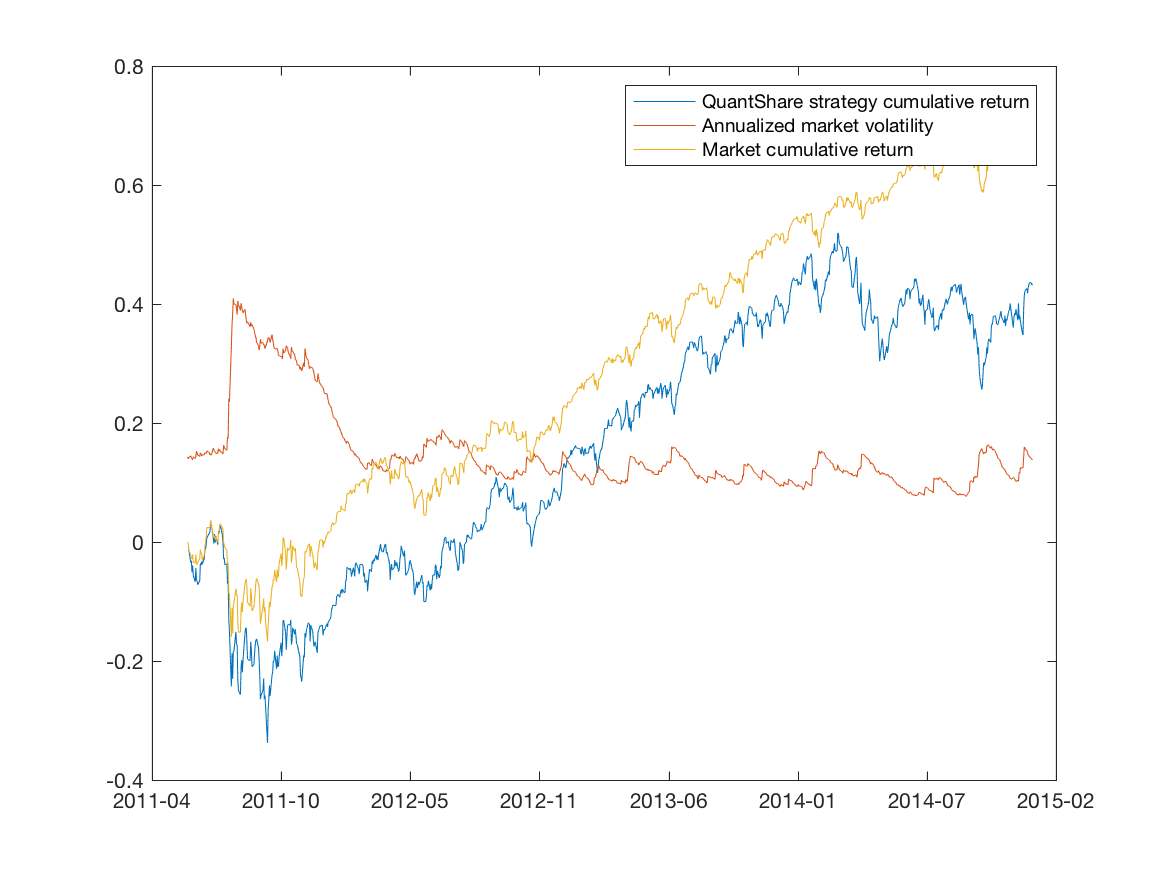 0.8
QuantShare strategy cumulative return
Annualized market volatility
Market cumulative return
0.6
0.4
0.2
0
-0.2
-0.4
2011-04 2011-10 2012-05 2012-11 2013-06 2014-01 2014-07 2015-02